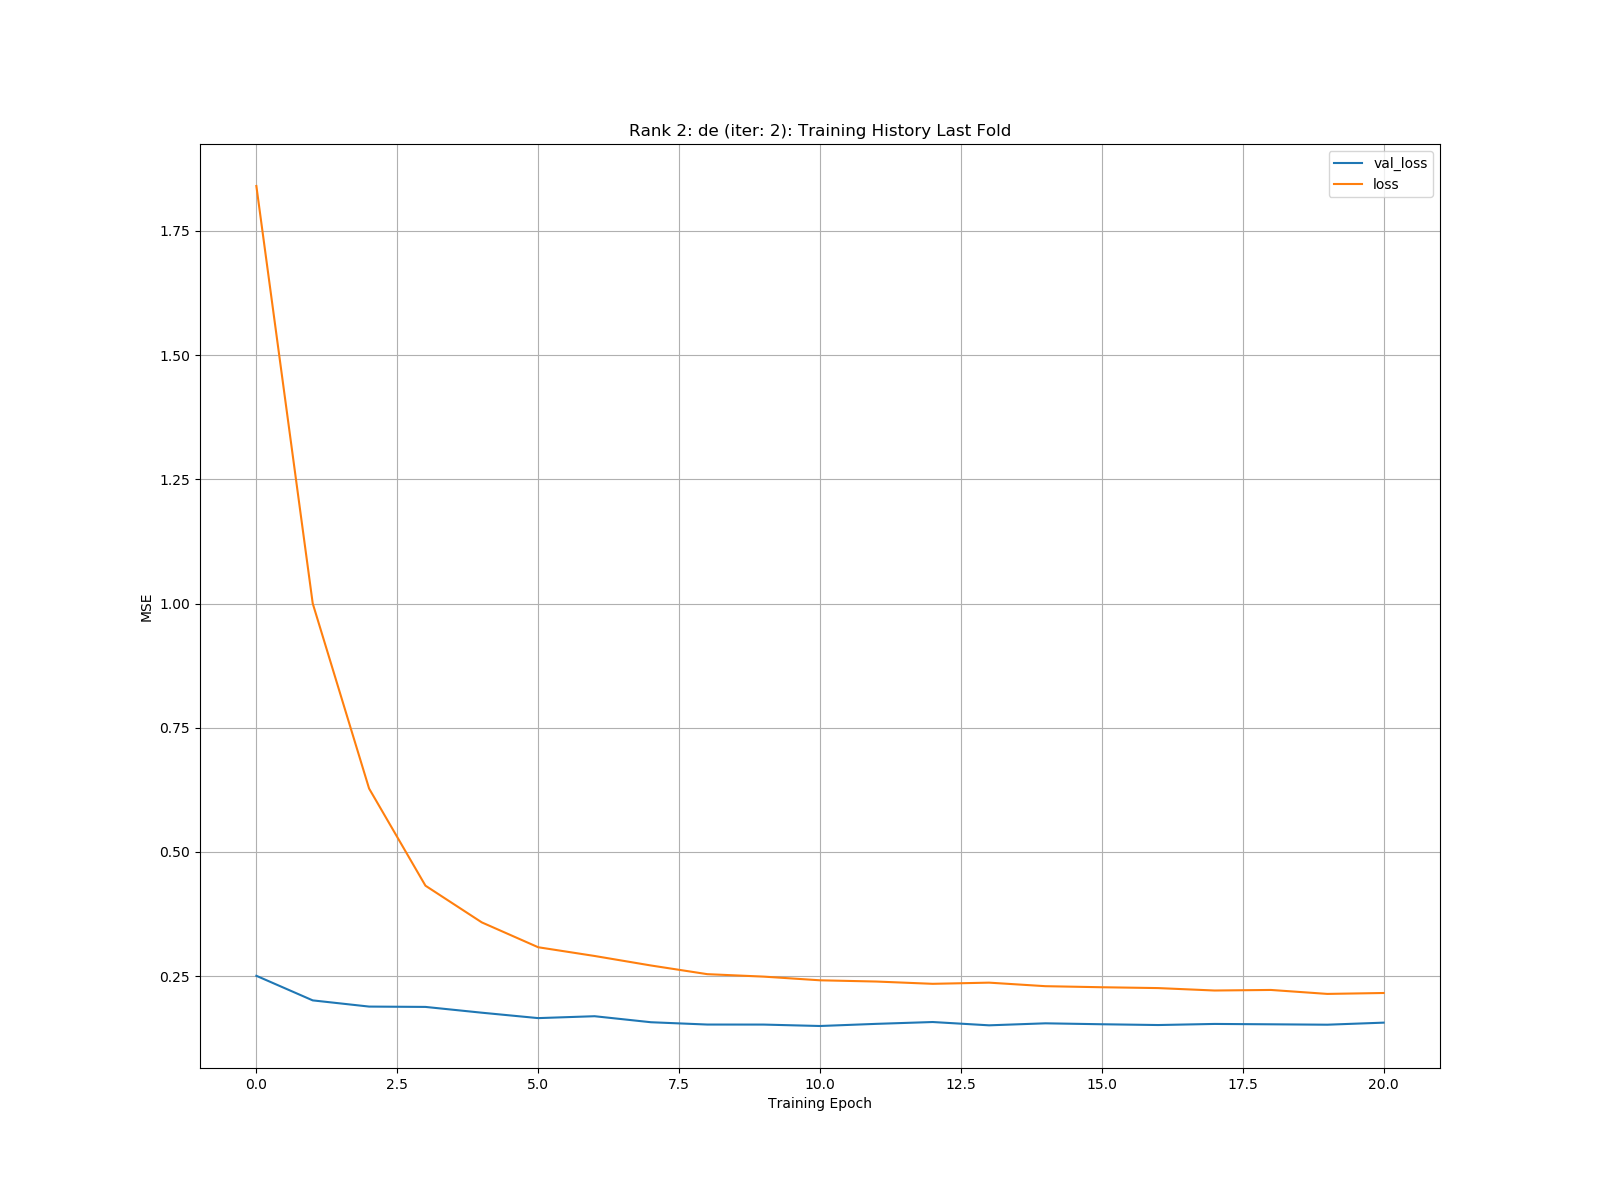 Rank 2: de (iter: 2): Training History Last Fold
val_loss
loss
1.75
1.50
1.25
1.00
0.75
0.50
0.25
MSE
0.0 2.5 5.0 7.5 10.0 12.5 15.0 17.5 20.0
Training Epoch